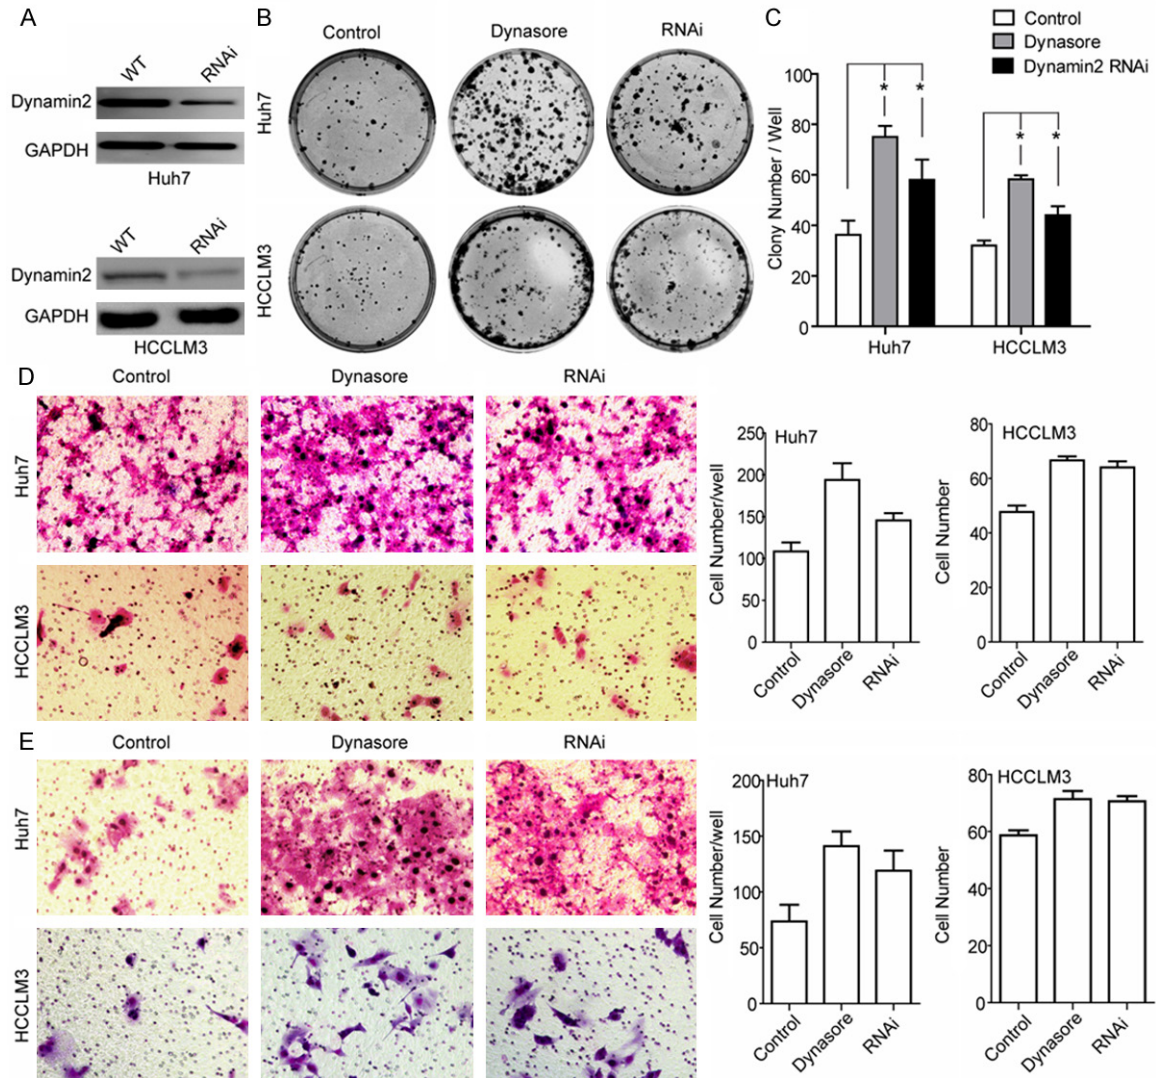 A
WT
RNAi
Dynamin2
GAPDH
Huh7
WT
RNAi
Dynamin2
GAPDH
HCCLM3
B
Control
Dynasore
RNAi
Huh7
HCCLM3
C
Control
Dynasore
Dynamin2 RNAi
Clony Number / Well
100
80
60
40
20
0
*
*
*
*
Huh7
HCCLM3
D
Control
Dynasore
RNAi
Huh7
HCCLM3
Huh7
Cell Number/well
250
200
150
100
50
0
Control
Dynasore
RNAi
HCCLM3
Cell Number
80
60
40
20
0
Control
Dynasore
RNAi
E
Control
Dynasore
RNAi
Huh7
HCCLM3
Huh7
Cell Number/well
200
150
100
50
0
Control
Dynasore
RNAi
HCCLM3
Cell Number
80
60
40
20
0
Control
Dynasore
RNAi